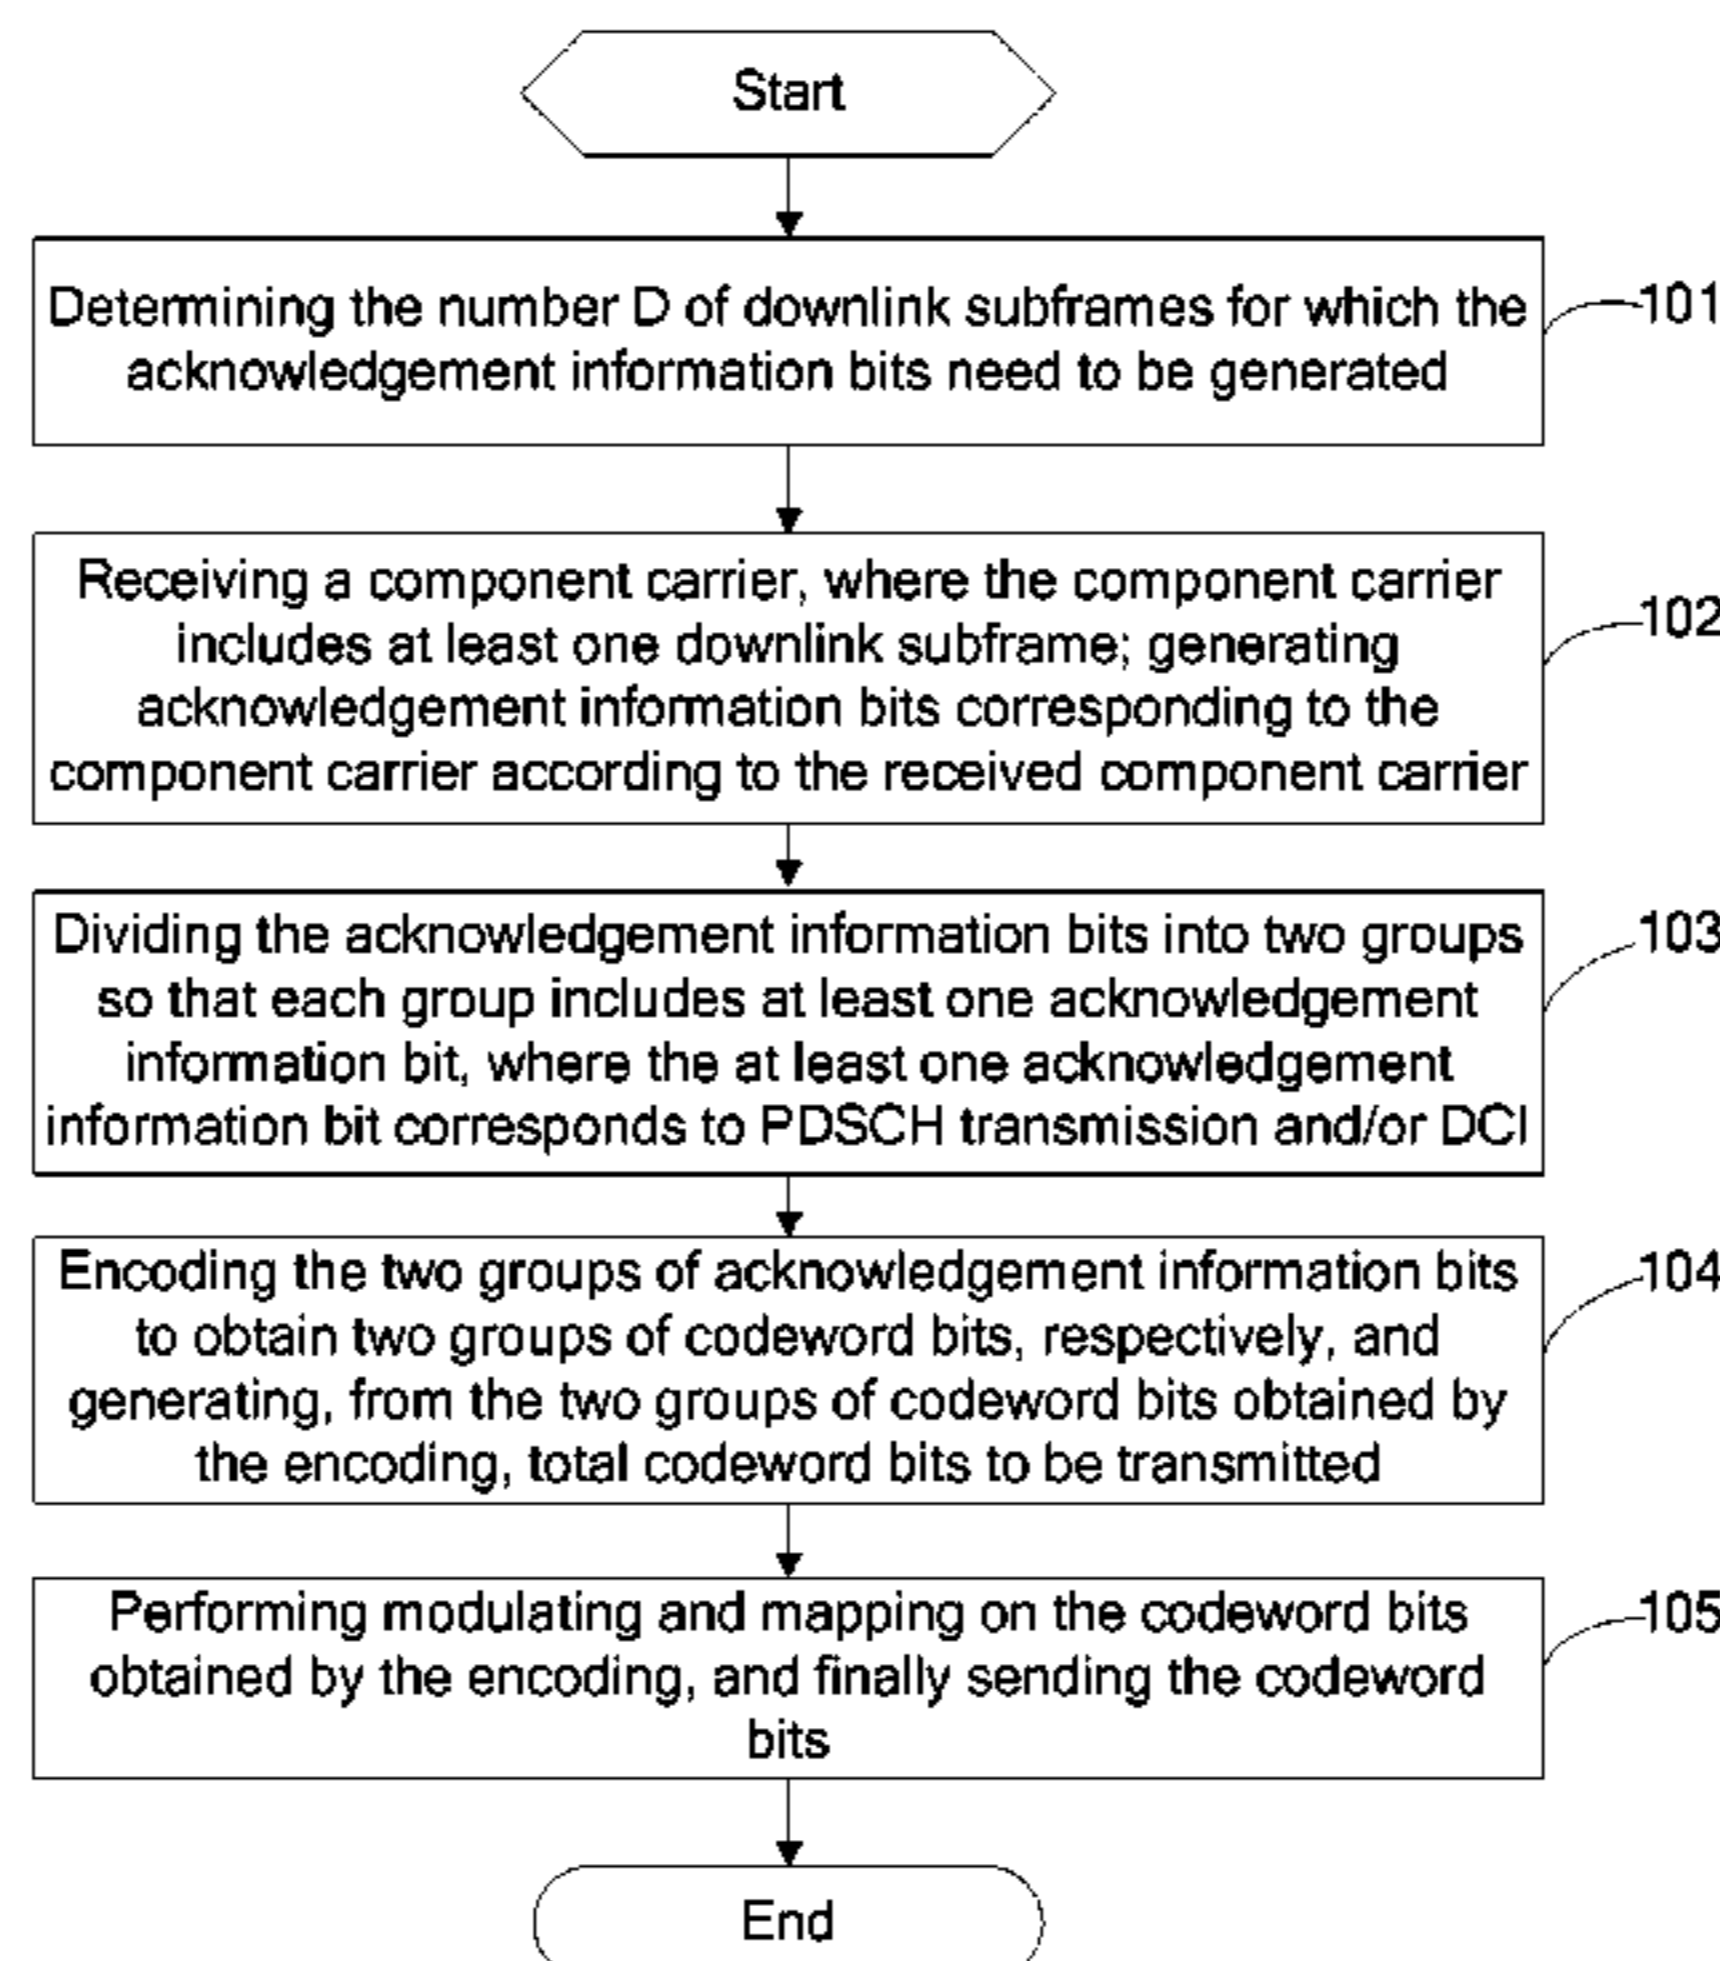 Start
Determining the number D of downlink subframes for which the
acknowledgement information bits need to be generated
101
Receiving a component carrier, where the component carrier
includes at least one downlink subframe; generating
acknowledgement information bits corresponding to the
component carrier according to the received component carrier
102
Dividing the acknowledgement information bits into two groups
so that each group includes at least one acknowledgement
information bit, where the at least one acknowledgement
information bit corresponds to PDSCH transmission and/or DCI
103
Encoding the two groups of acknowledgement information bits
to obtain two groups of codeword bits, respectively, and
generating, from the two groups of codeword bits obtained by
the encoding, total codeword bits to be transmitted
104
Performing modulating and mapping on the codeword bits
obtained by the encoding, and finally sending the codeword
bits
105
End